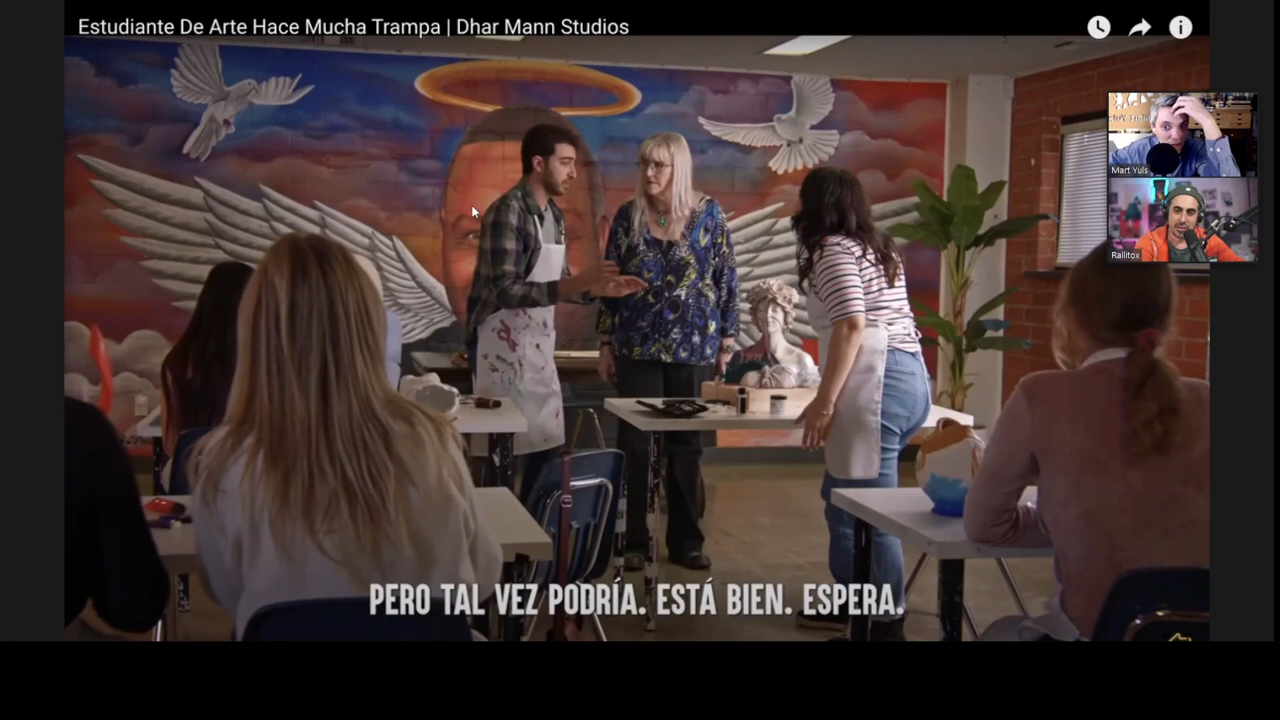 Estudiante De Arte Hace Mucha Trampa | Dhar Mann Studios
Mart Yuls
Rallitox
PERO TAL VEZ PODRÍA. ESTÁ BIEN. ESPERA.